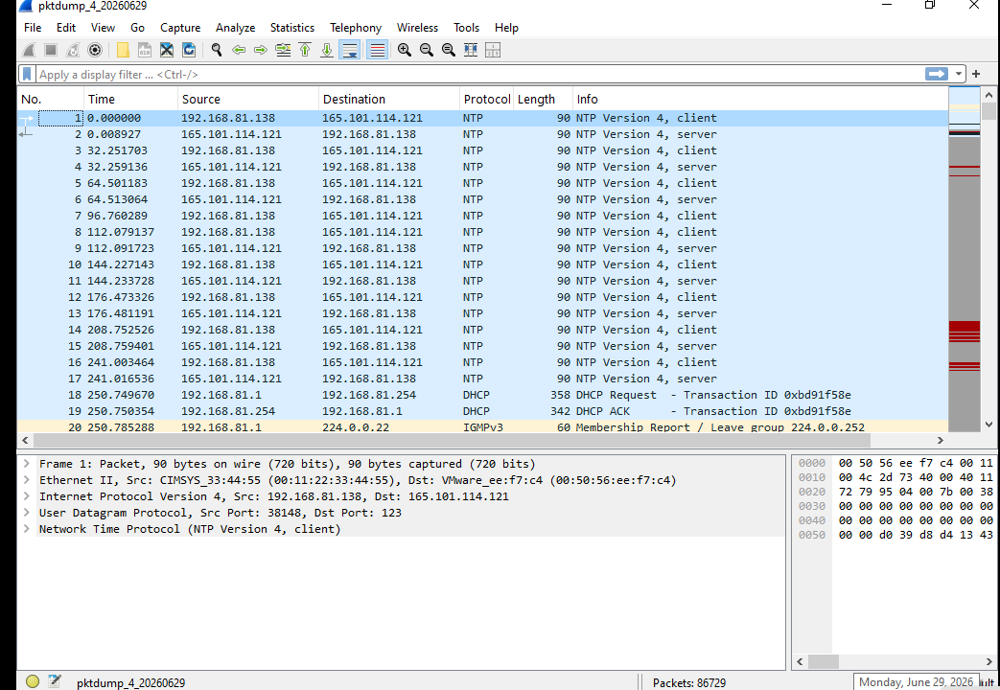 pktdump_4_20260629
File Edit View Go Capture Analyze Statistics Telephony Wireless Tools Help
Apply a display filter ... <Ctrl-/>
No. Time Source Destination Protocol Length Info
1 0.000000 192.168.81.138 165.101.114.121 NTP 90 NTP Version 4, client
2 0.008927 165.101.114.121 192.168.81.138 NTP 90 NTP Version 4, server
3 32.251703 192.168.81.138 165.101.114.121 NTP 90 NTP Version 4, client
4 32.259136 165.101.114.121 192.168.81.138 NTP 90 NTP Version 4, server
5 64.501183 192.168.81.138 165.101.114.121 NTP 90 NTP Version 4, client
6 64.513064 165.101.114.121 192.168.81.138 NTP 90 NTP Version 4, server
7 96.760289 192.168.81.138 165.101.114.121 NTP 90 NTP Version 4, client
8 112.079137 192.168.81.138 165.101.114.121 NTP 90 NTP Version 4, client
9 112.091723 165.101.114.121 192.168.81.138 NTP 90 NTP Version 4, server
10 144.227143 192.168.81.138 165.101.114.121 NTP 90 NTP Version 4, client
11 144.233728 165.101.114.121 192.168.81.138 NTP 90 NTP Version 4, server
12 176.473326 192.168.81.138 165.101.114.121 NTP 90 NTP Version 4, client
13 176.481191 165.101.114.121 192.168.81.138 NTP 90 NTP Version 4, server
14 208.752526 192.168.81.138 165.101.114.121 NTP 90 NTP Version 4, client
15 208.759401 165.101.114.121 192.168.81.138 NTP 90 NTP Version 4, server
16 241.003464 192.168.81.138 165.101.114.121 NTP 90 NTP Version 4, client
17 241.016536 165.101.114.121 192.168.81.138 NTP 90 NTP Version 4, server
18 250.749670 192.168.81.1 192.168.81.254 DHCP 358 DHCP Request - Transaction ID 0xbd91f58e
19 250.750354 192.168.81.254 192.168.81.1 DHCP 342 DHCP ACK - Transaction ID 0xbd91f58e
20 250.785288 192.168.81.1 224.0.0.22 IGMPv3 60 Membership Report / Leave group 224.0.0.252
Frame 1: Packet, 90 bytes on wire (720 bits), 90 bytes captured (720 bits)
Ethernet II, Src: CIMSYS_33:44:55 (00:11:22:33:44:55), Dst: VMware_ee:f7:c4 (00:50:56:ee:f7:c4)
Internet Protocol Version 4, Src: 192.168.81.138, Dst: 165.101.114.121
User Datagram Protocol, Src Port: 38148, Dst Port: 123
Network Time Protocol (NTP Version 4, client)
0000 00 50 56 ee f7 c4 00 11
0010 00 4c 2d 73 40 00 40 11
0020 72 79 95 04 00 7b 00 38
0030 00 00 00 00 00 00 00 00
0040 00 00 00 00 00 00 00 00
0050 00 00 d0 39 d8 d4 13 43
pktdump_4_20260629
Packets: 86729
Monday, June 29, 2026